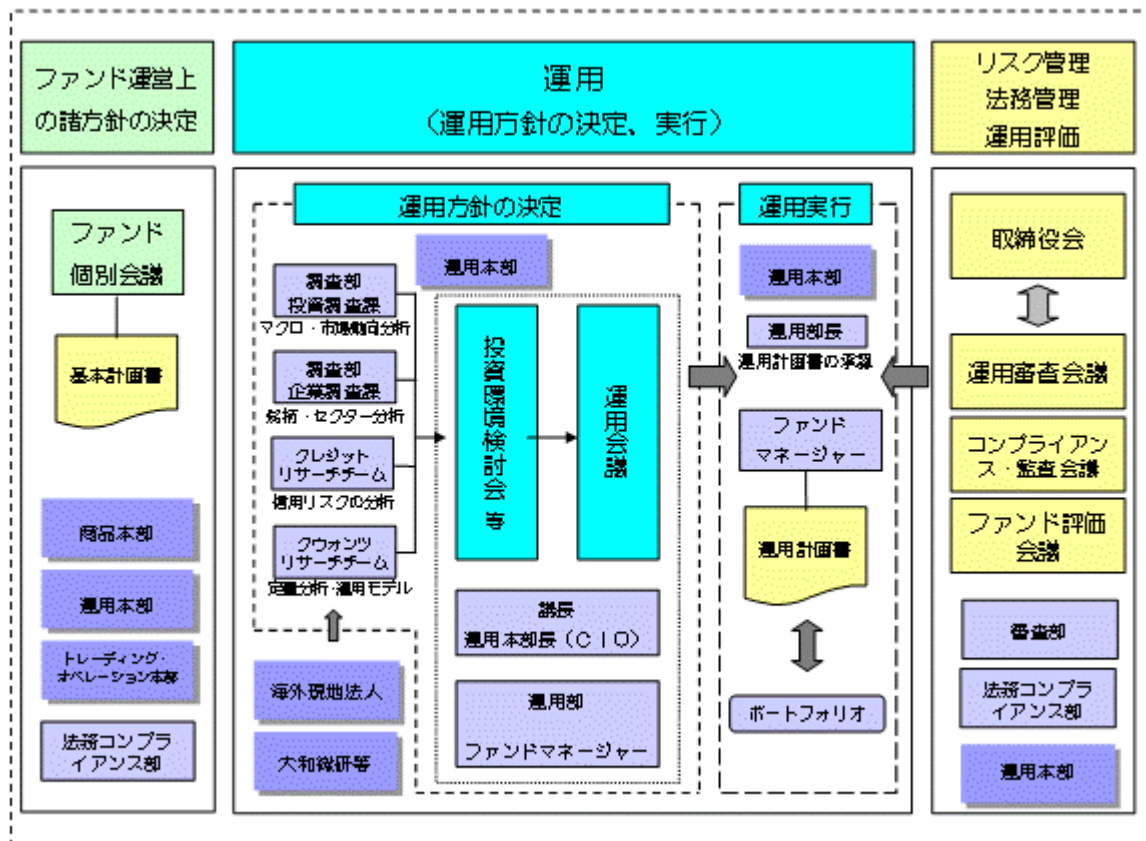 ファンド運営上
の諸方針の決定
運用
(運用方針の決定、実行)
リスク管理
法務管理
運用評価
ファンド
個別会議
基本計画書
商品本部
運用本部
トレーディング・
オペレーション本部
法務コンプラ
イアンス部
運用方針の決定
運用本部
調査部
投資調査課
マクロ・市場動向分析
調査部
企業調査課
銘柄・セクター分析
クレジット
リサーチチーム
信用リスクの分析
クウォンツ
リサーチチーム
定量分析・運用モデル
海外現地法人
大和総研等
投資環境検討会 等
運用会議
議長
運用本部長(CIO)
運用部
ファンドマネージャー
運用実行
運用本部
運用部長
運用計画書の承認
ファンド
マネージャー
運用計画書
ポートフォリオ
取締役会
運用審査会議
コンプライアン
ス・監査会議
ファンド評価
会議
審査部
法務コンプラ
イアンス部
運用本部